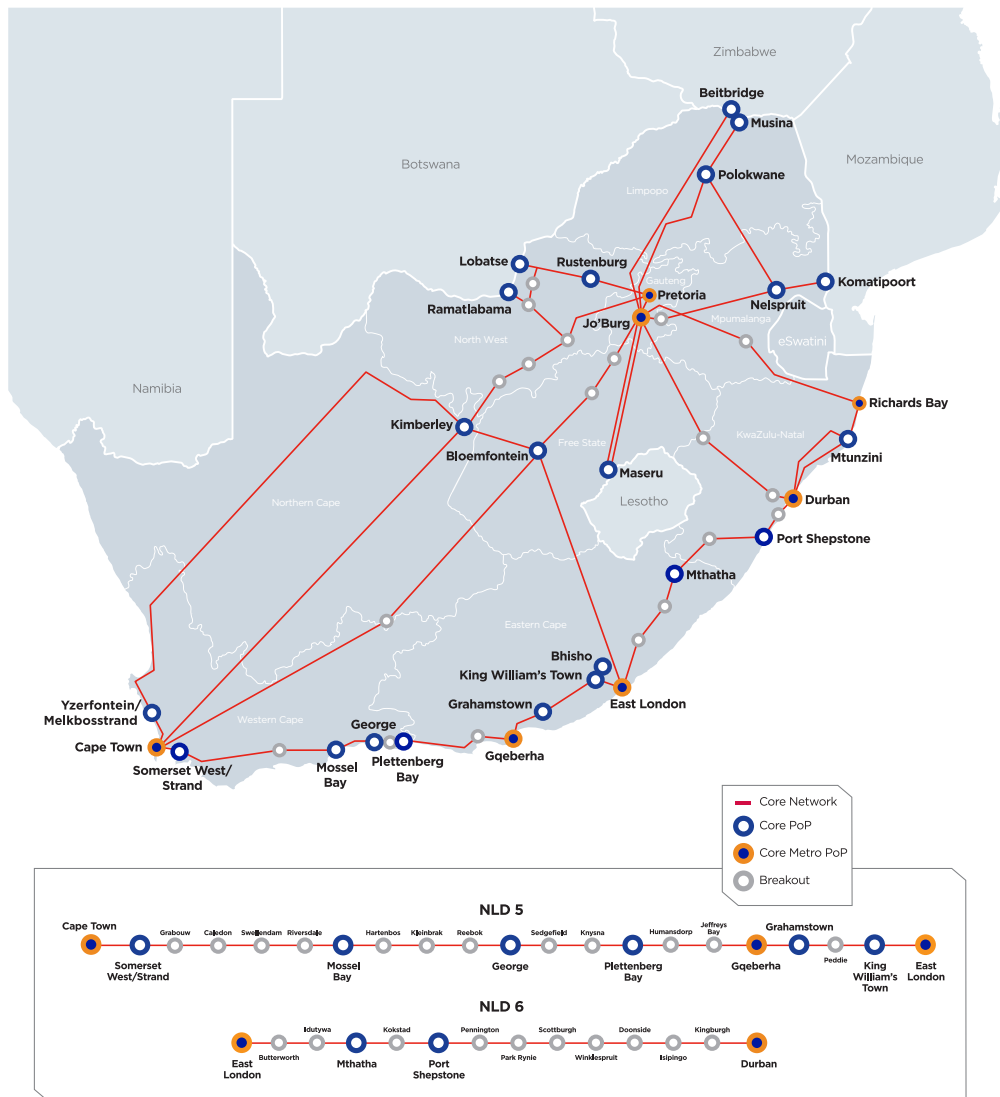 Zimbabwe
Beitbridge
Musina
Botswana
Mozambique
Polokwane
Limpopo
Lobatse
Rustenburg
Gauteng
Komatipoort
Ramatlabama
Pretoria
Nelspruit
Jo'Burg
Mpumalanga
North West
eSwatini
Namibia
Richards Bay
Kimberley
KwaZulu-Natal
Free State
Bloemfontein
Mtunzini
Maseru
Northern Cape
Lesotho
Durban
Port Shepstone
Mthatha
Eastern Cape
Bhisho
King William's Town
East London
Yzerfontein/
Melkbosstrand
Grahamstown
Western Cape
George
Cape Town
Gqeberha
Somerset West/
Strand
Mossel
Bay
Plettenberg
Bay
Core Network
Core PoP
Core Metro PoP
Breakout
NLD 5
Cape Town
Somerset
West/Strand
Grabouw
Caledon
Swellendam
Riversdale
Mossel
Bay
Hartenbos
Kleinbrak
Reebok
George
Sedgefield
Knysna
Plettenberg
Bay
Humansdorp
Jeffreys
Bay
Gqeberha
Grahamstown
Peddie
King
William's
Town
East
London
NLD 6
East
London
Butterworth
Idutywa
Mthatha
Kokstad
Port
Shepstone
Pennington
Park Rynie
Scottburgh
Winklespruit
Doonside
Isipingo
Kingburgh
Durban